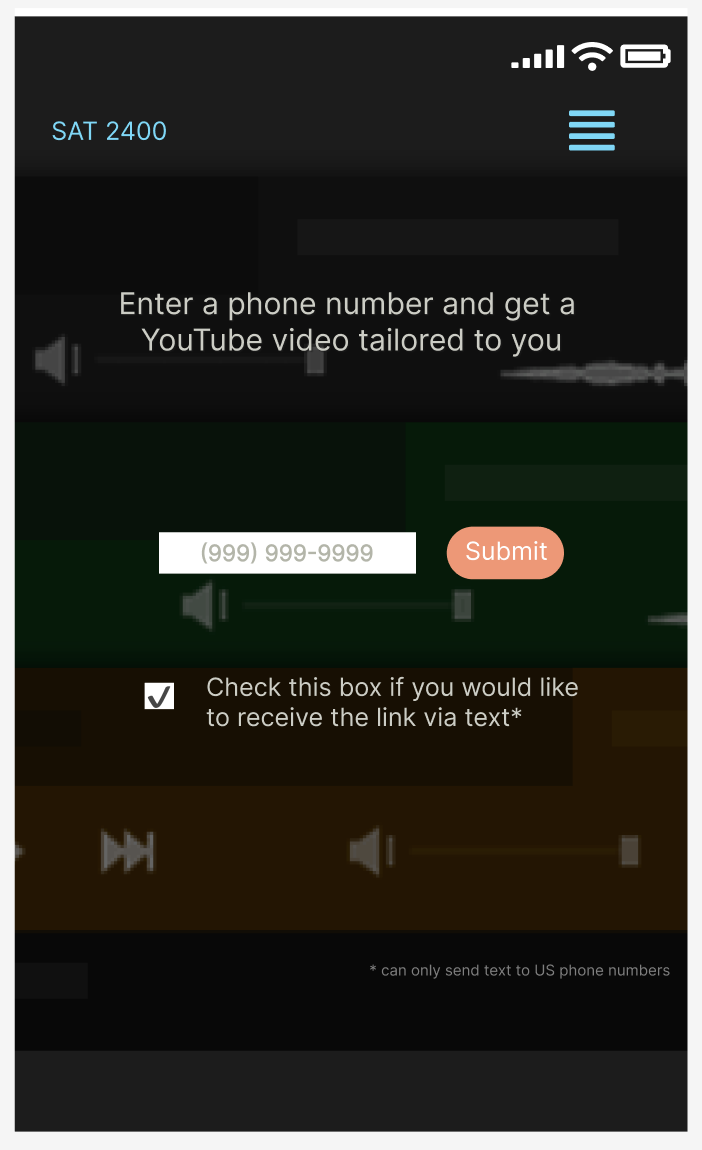 SAT 2400
Enter a phone number and get a
YouTube video tailored to you
(999) 999-9999
Submit
Check this box if you would like
to receive the link via text*
* can only send text to US phone numbers